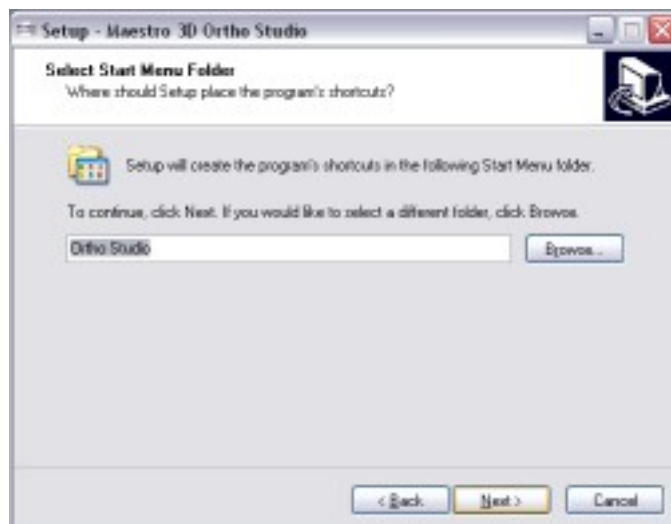 Setup - Maestro 3D Ortho Studio
Select Start Menu Folder
Where should Setup place the program's shortcuts?
Setup will create the program's shortcuts in the following Start Menu folder.
To continue, click Next. If you would like to select a different folder, click Browse.
Ortho Studio
Browse...
< Back
Next >
Cancel